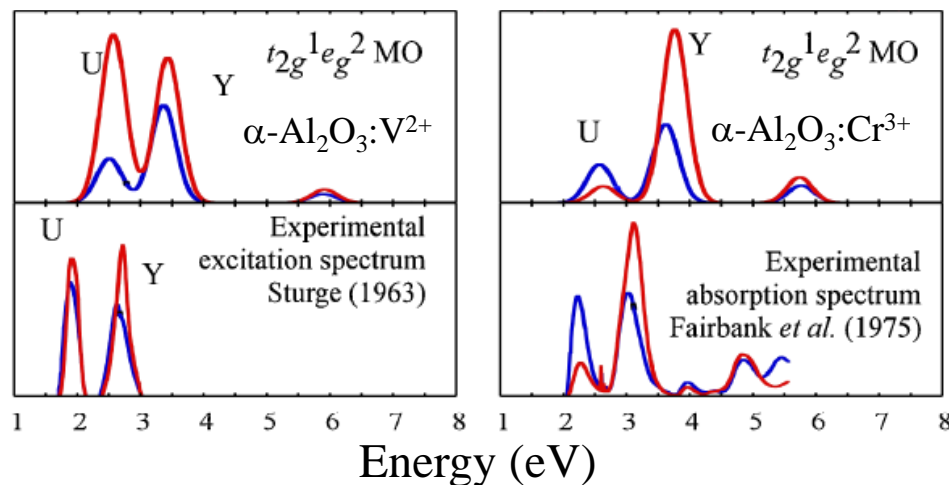 U
t₂g¹eg² MO
Y
α-Al₂O₃:V²⁺
Y
t₂g¹eg² MO
U
α-Al₂O₃:Cr³⁺
U
Experimental
excitation spectrum
Y
Sturge (1963)
Experimental
absorption spectrum
Fairbank et al. (1975)
1 2 3 4 5 6 7 8
1 2 3 4 5 6 7 8
Energy (eV)